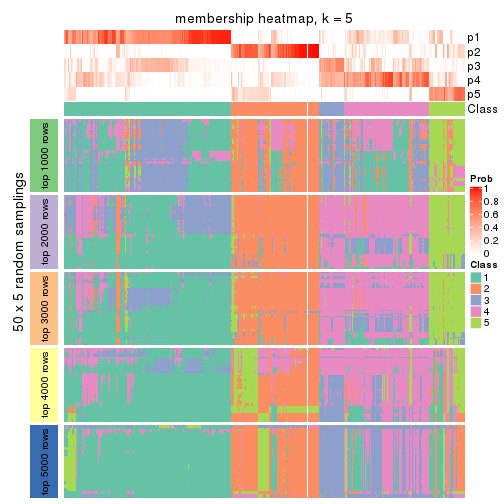 membership heatmap, k = 5
p1
p2
p3
p4
p5
Class
50 x 5 random samplings
top 1000 rows
top 2000 rows
top 3000 rows
top 4000 rows
top 5000 rows
Prob
1
0.8
0.6
0.4
0.2
0
Class
1
2
3
4
5